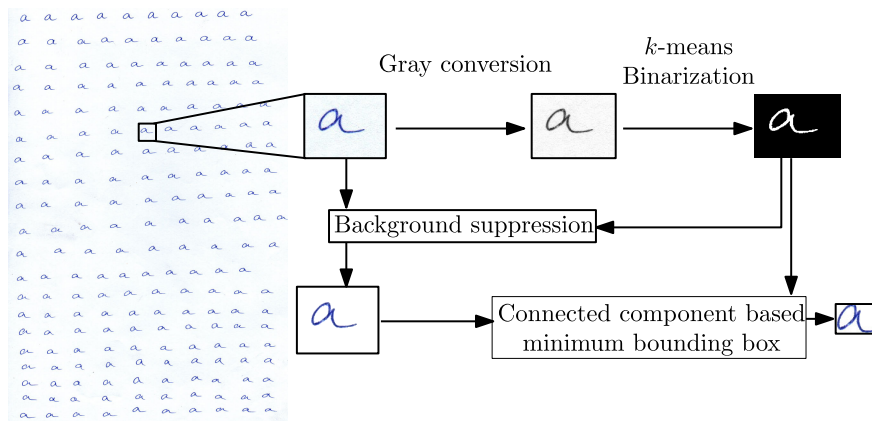 k-means
Gray conversion
Binarization
a
a
a
Background suppression
a
Connected component based
minimum bounding box
a